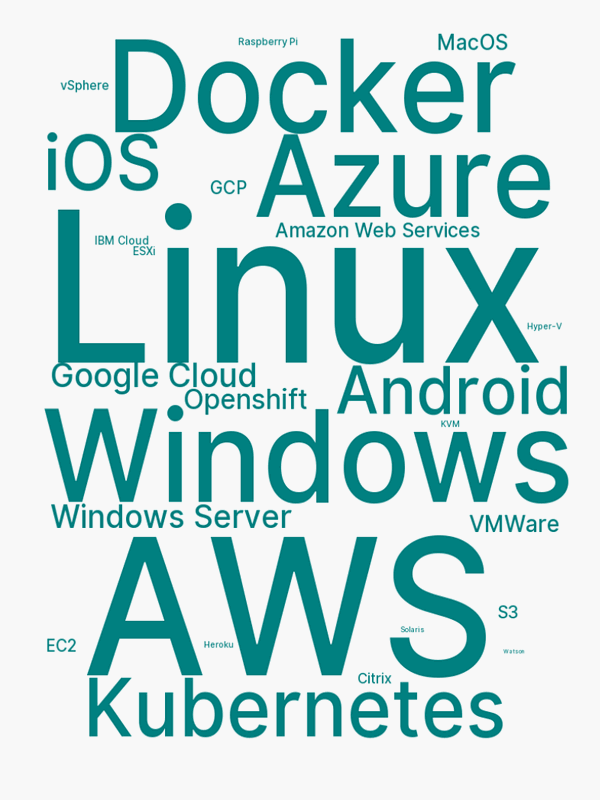 Raspberry Pi
MacOS
Docker
vSphere
iOS
Azure
GCP
Amazon Web Services
Linux
IBM Cloud
ESXi
Hyper-V
Google Cloud
Android
Openshift
Windows
KVM
Windows Server
VMWare
AWS
S3
Solaris
EC2
Heroku
Watson
Citrix
Kubernetes